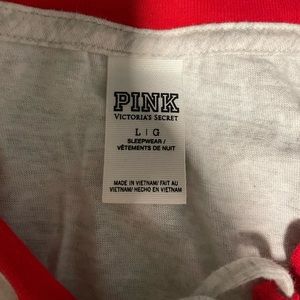 PINK
VICTORIA'S SECRET
L | G
SLEEPWEAR /
VÊTEMENTS DE NUIT
MADE IN VIETNAM/ FAIT AU
VIETNAM/ HECHO EN VIETNAM